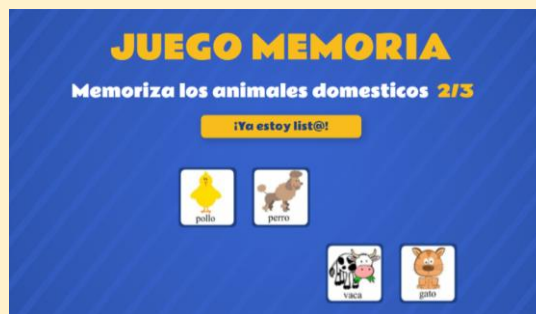 JUEGO MEMORIA
Memoriza los animales domesticos 2/3
¡Ya estoy list@!
pollo
perro
vaca
gato